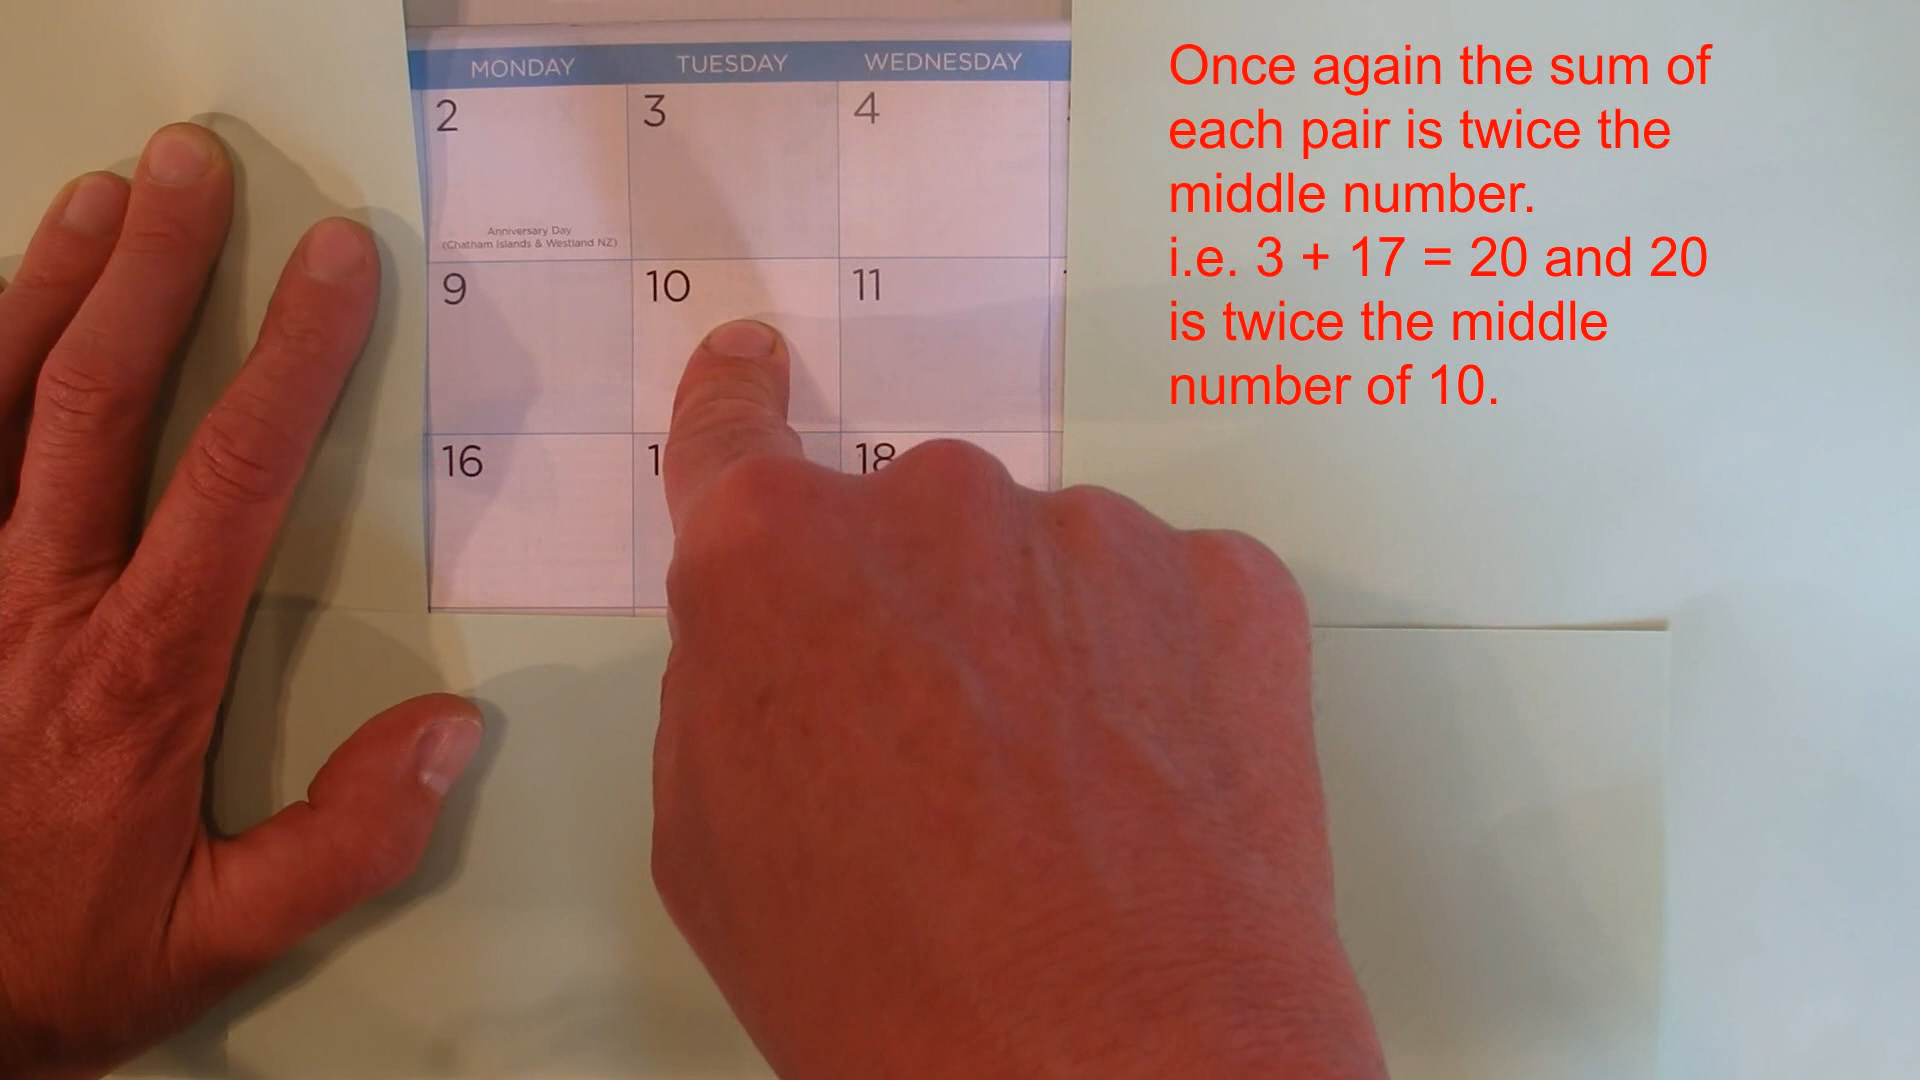 MONDAY TUESDAY WEDNESDAY
2 3 4
Anniversary Day
(Chatham Islands & Westland NZ)
9 10 11
16 18
Once again the sum of
each pair is twice the
middle number.
i.e. 3 + 17 = 20 and 20
is twice the middle
number of 10.